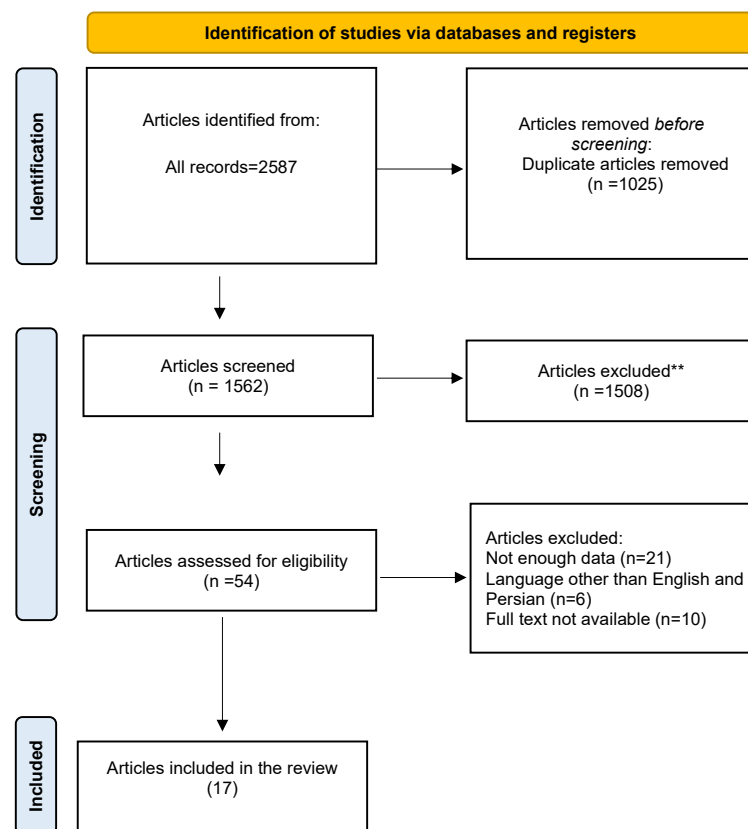 Identification of studies via databases and registers
Identification
Articles identified from:
All records=2587
Articles removed before
screening:
Duplicate articles removed
(n =1025)
Screening
Articles screened
(n = 1562)
Articles excluded**
(n =1508)
Articles assessed for eligibility
(n =54)
Articles excluded:
Not enough data (n=21)
Language other than English and
Persian (n=6)
Full text not available (n=10)
Included
Articles included in the review
(17)